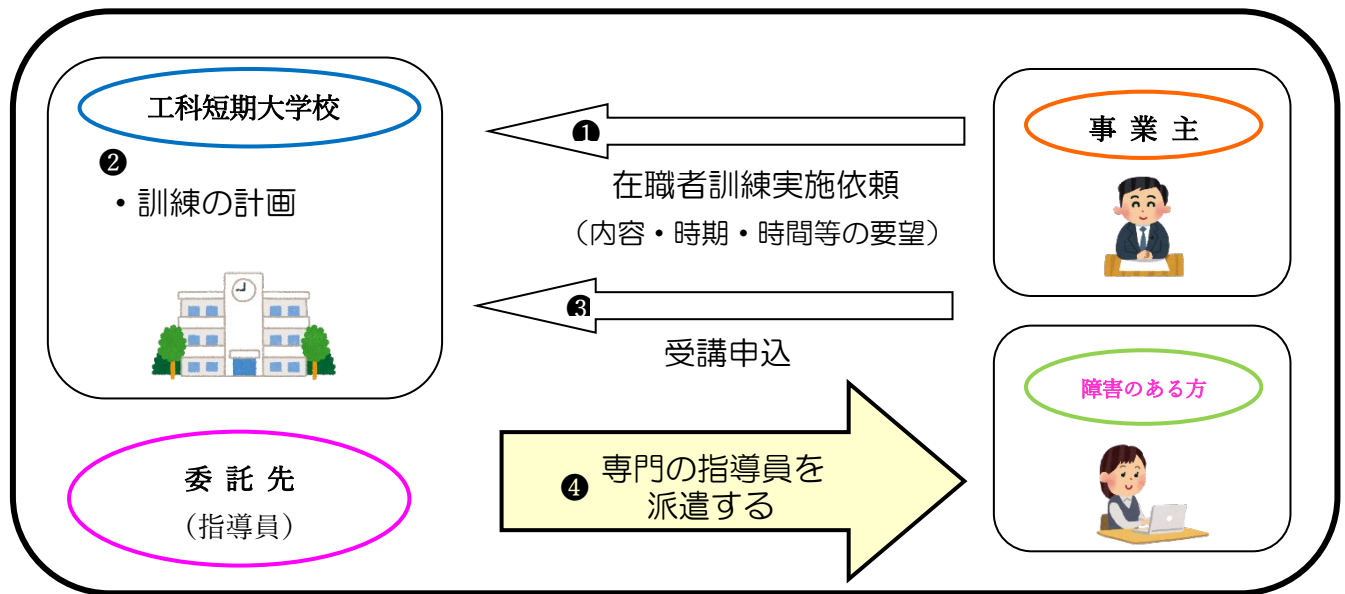 工科短期大学校
❷
・訓練の計画
❶
在職者訓練実施依頼
（内容・時期・時間等の要望）
❸
受講申込
事 業 主
障害のある方
委 託 先
（指導員）
❹ 専門の指導員を
派遣する